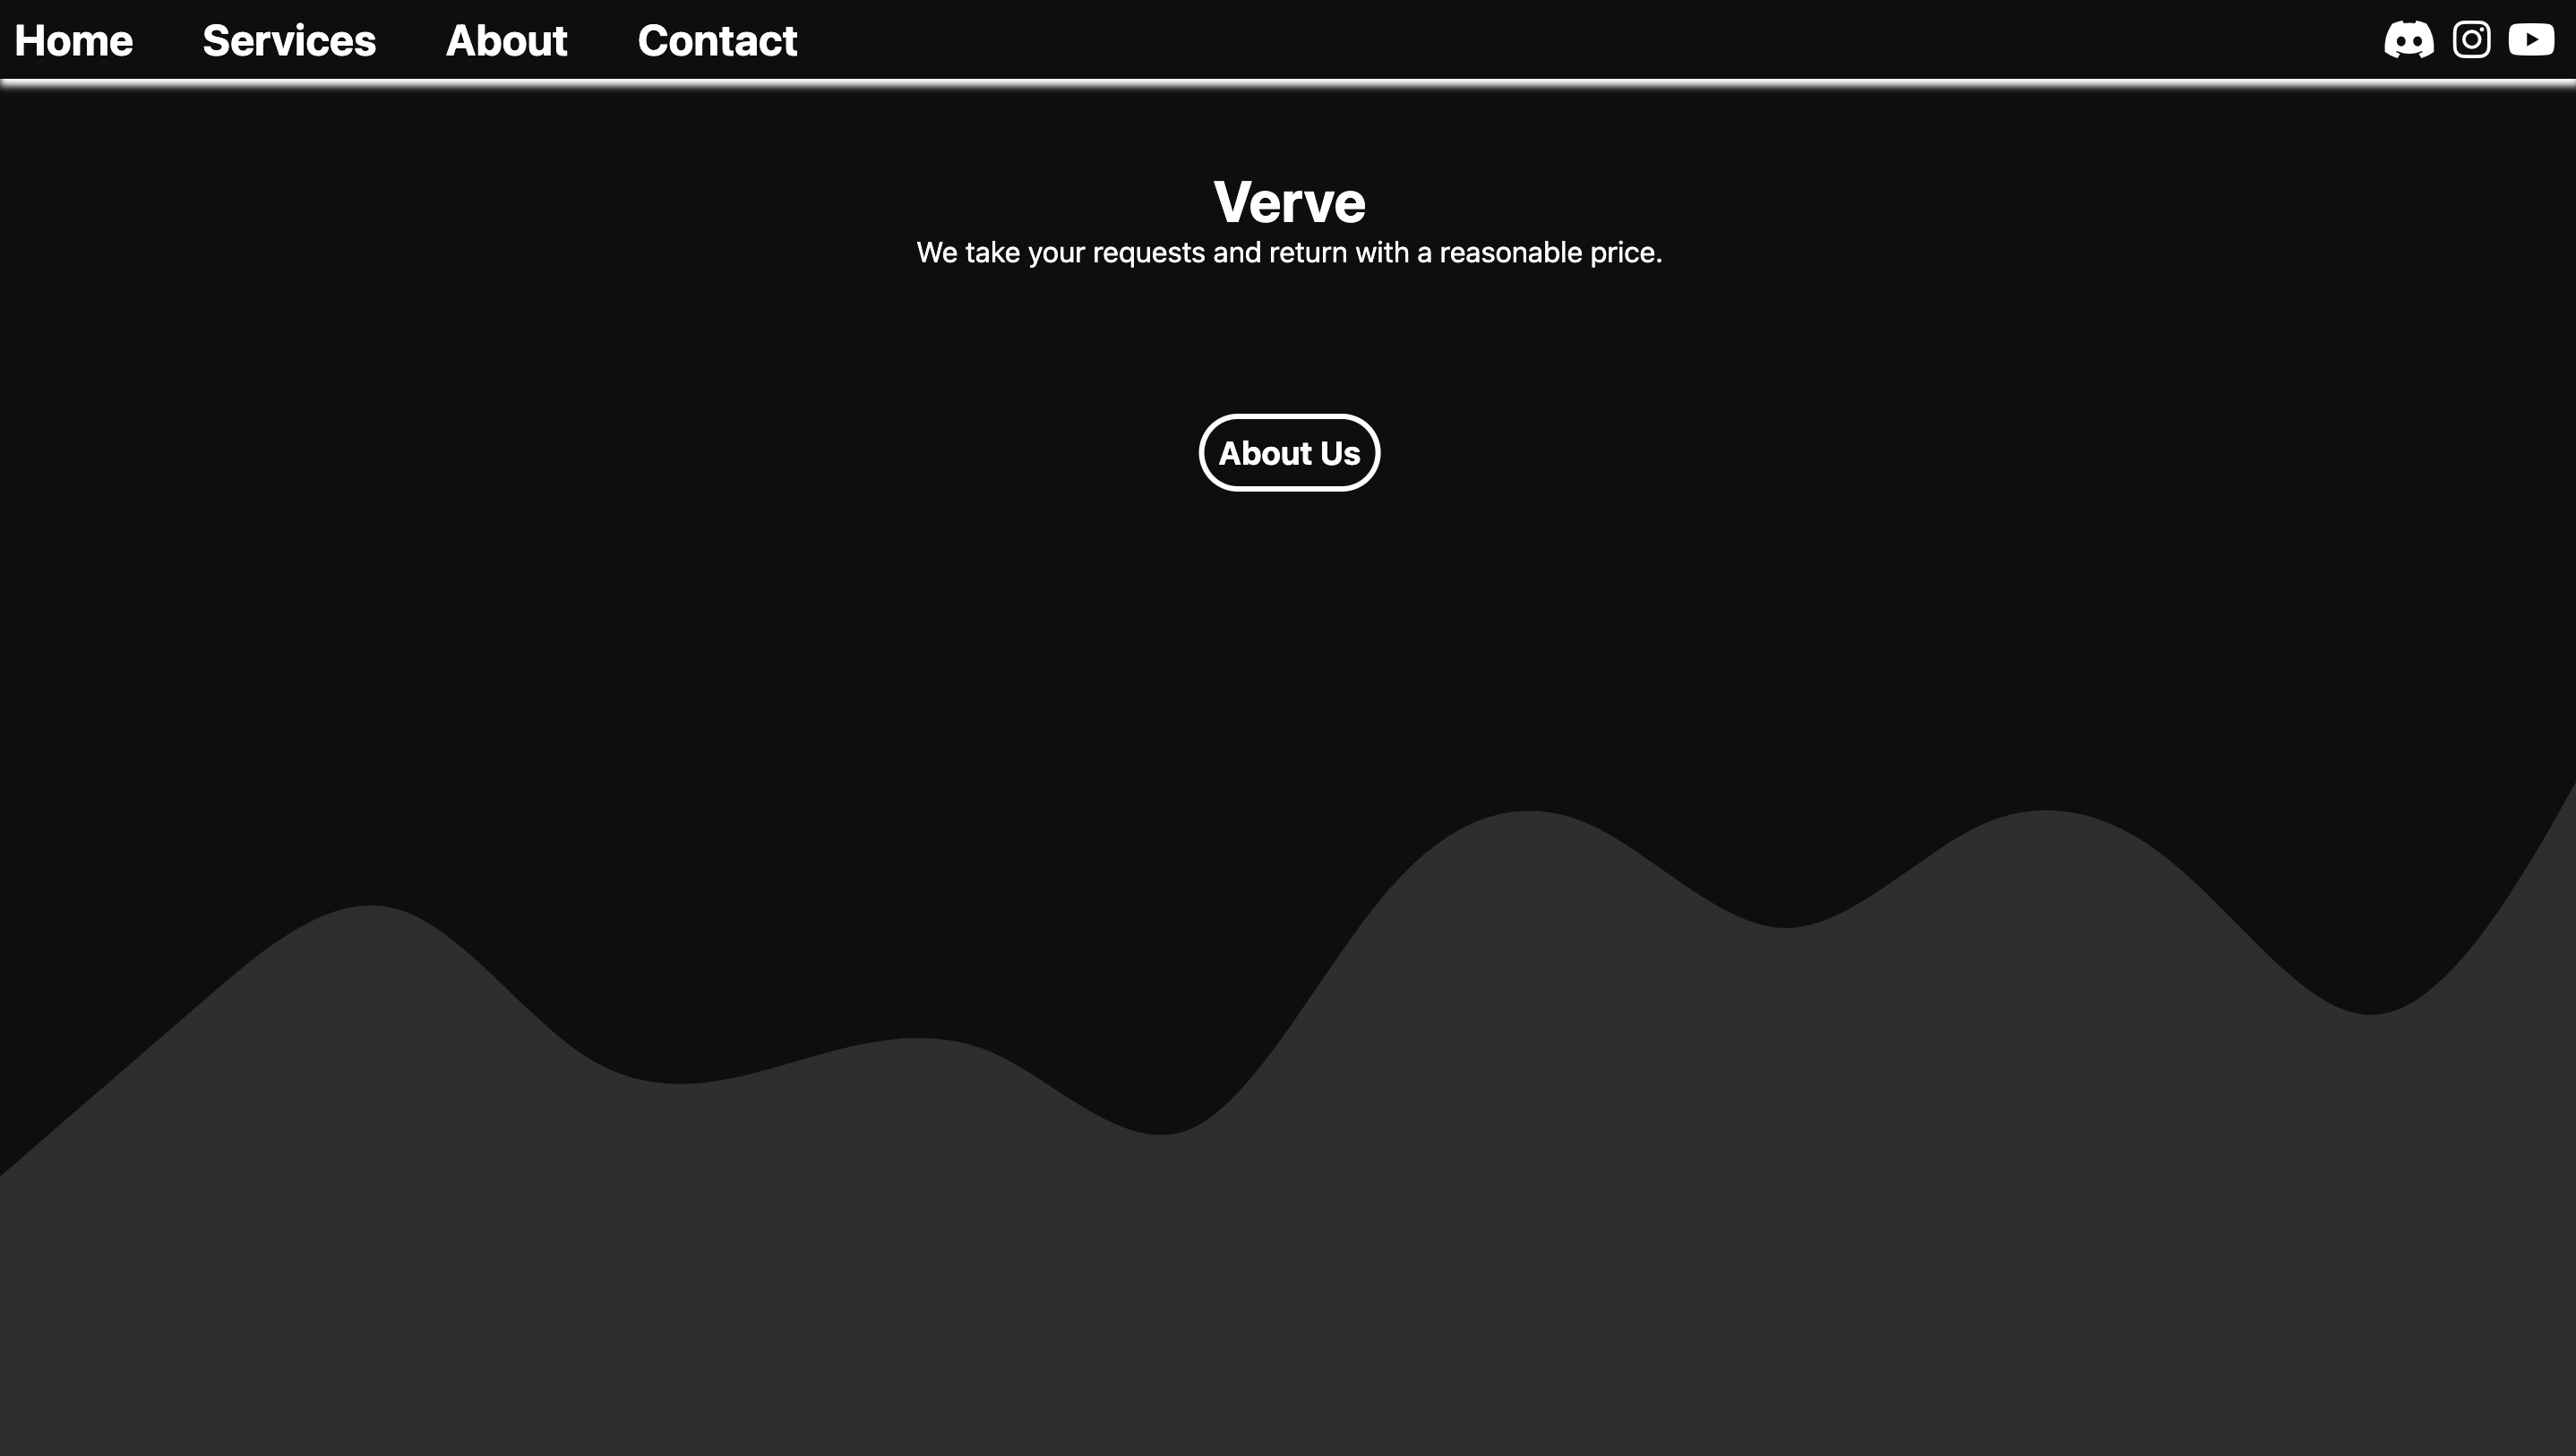 Home Services About Contact
Verve
We take your requests and return with a reasonable price.
About Us